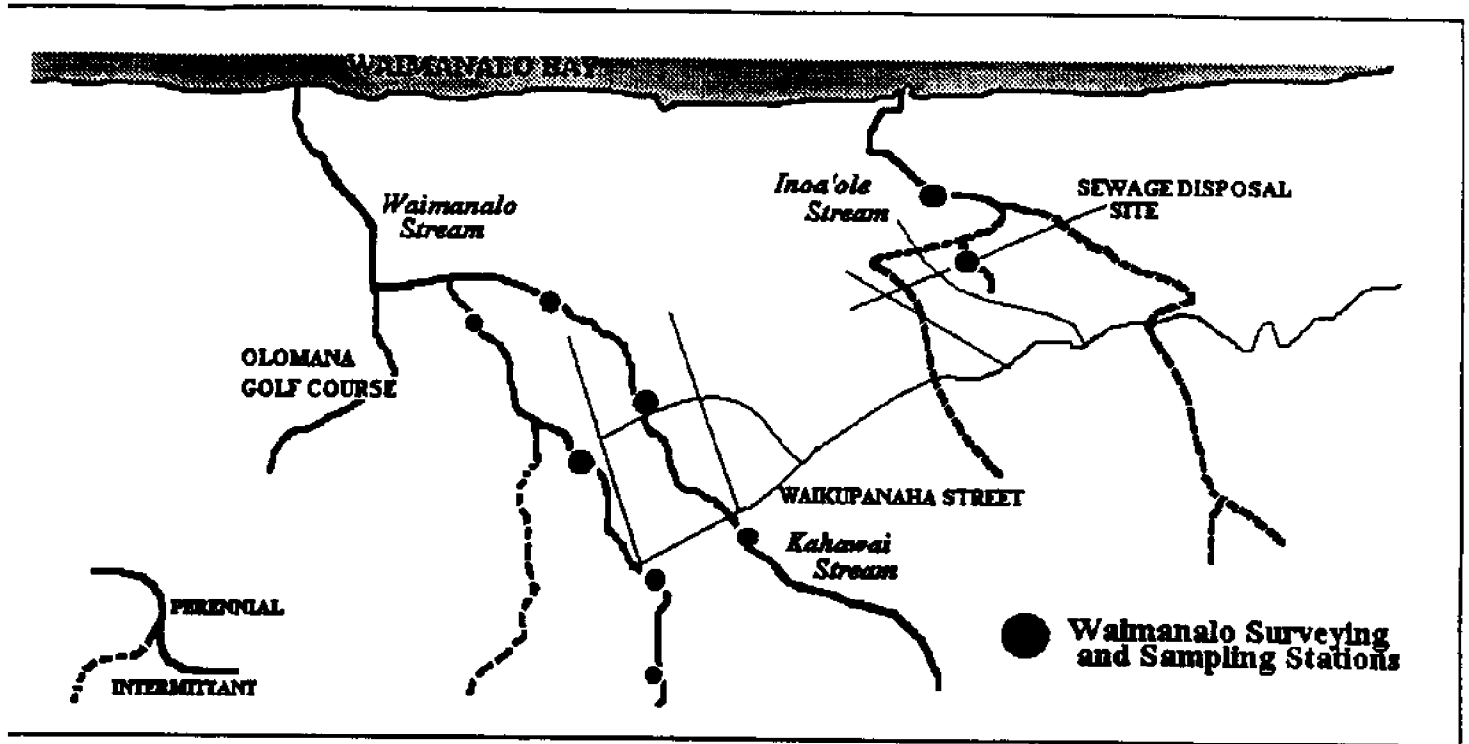 WAIMANALO BAY
Waimanalo
Stream
Inoa'ole
Stream
SEWAGE DISPOSAL
SITE
OLOMANA
GOLF COURSE
WAIKUPANAHA STREET
Kahawai
Stream
PERENNIAL
INTERMITTANT
Waimanalo Surveying
and Sampling Stations